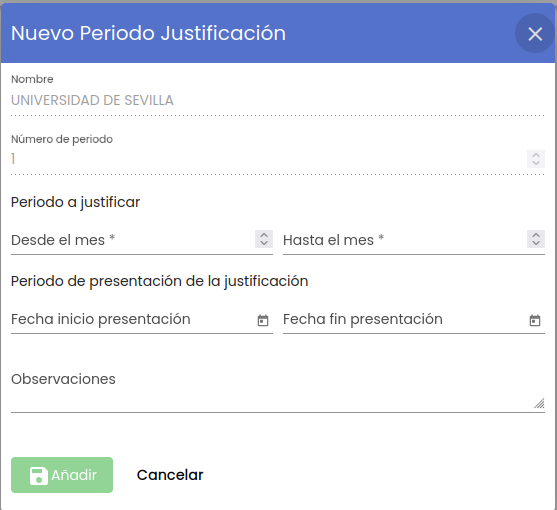 Nuevo Periodo Justificación
Nombre
UNIVERSIDAD DE SEVILLA
Número de periodo
1
Periodo a justificar
Desde el mes * Hasta el mes *
Periodo de presentación de la justificación
Fecha inicio presentación Fecha fin presentación
Observaciones
Añadir Cancelar